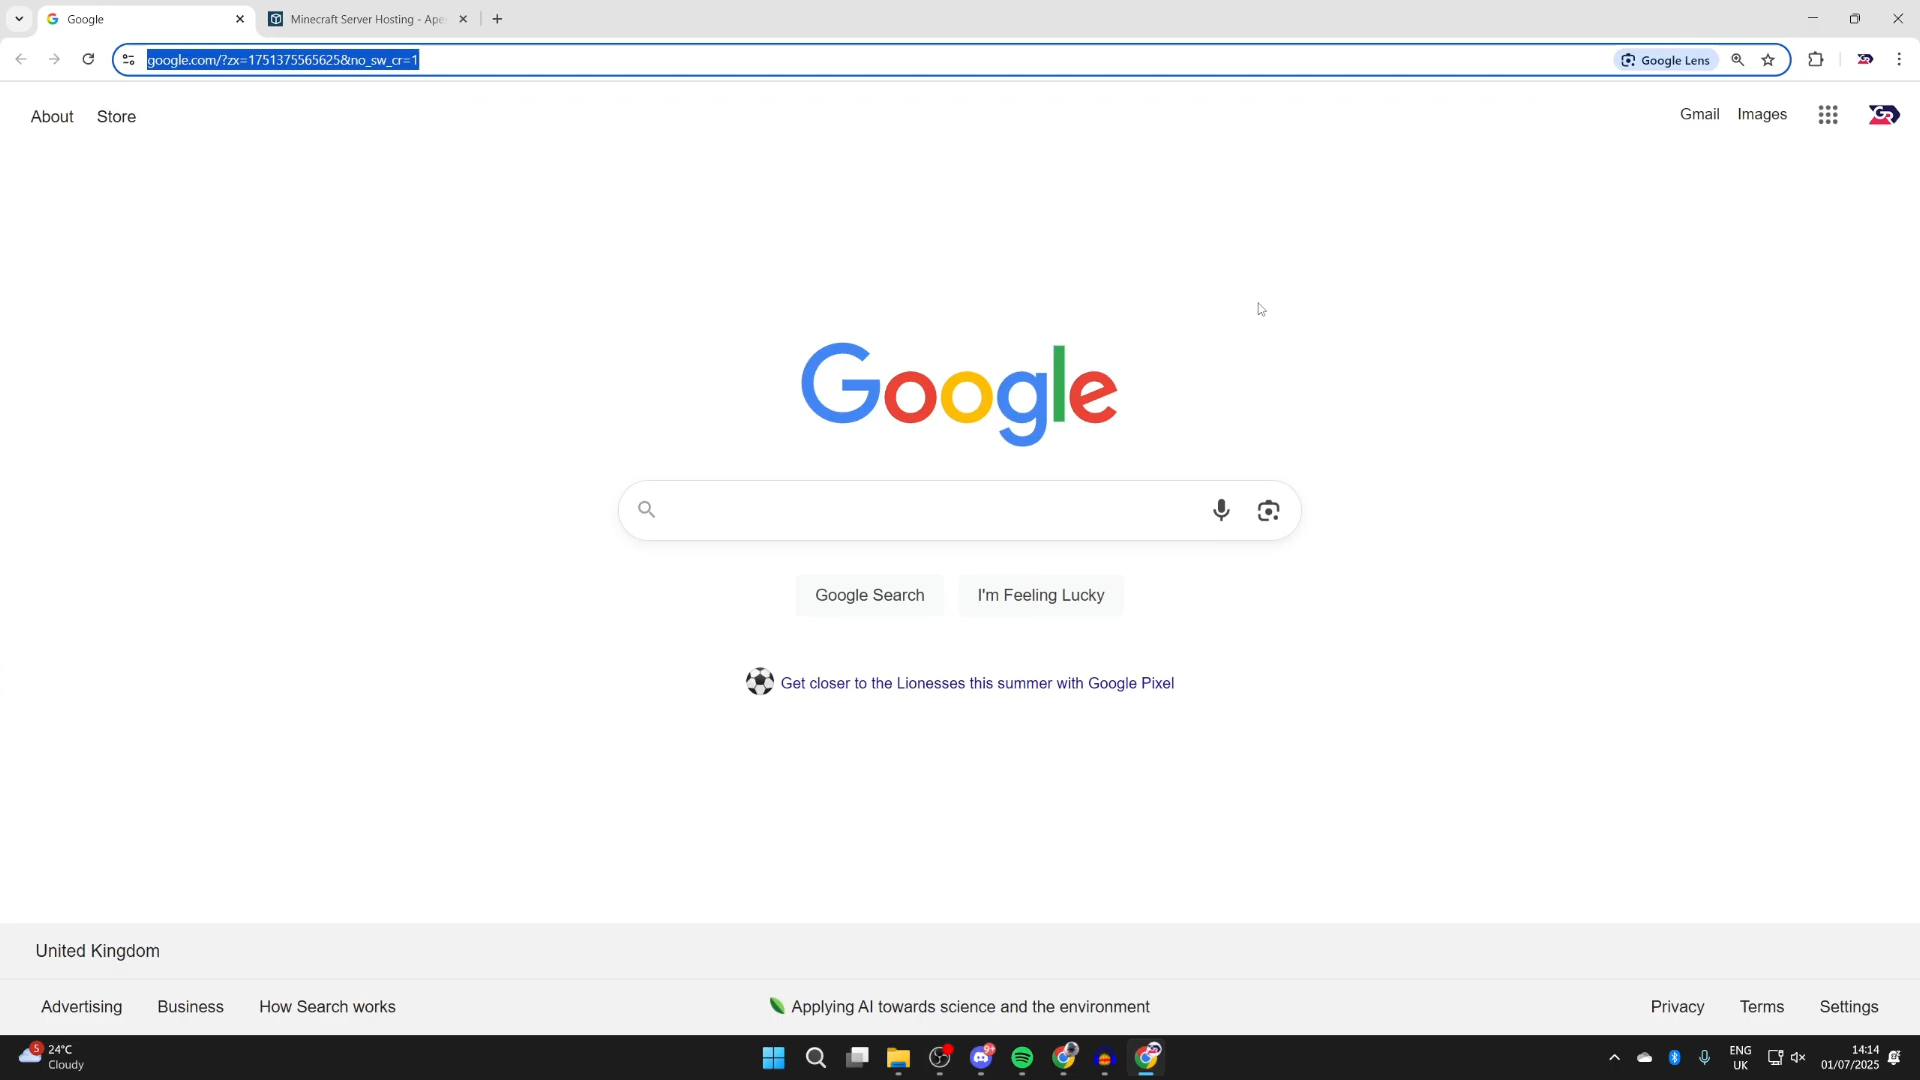 Google
Minecraft Server Hosting - Ape
google.com/?zx=1751375565625&no_sw_cr=1
Google Lens
About
Store
Gmail
Images
Google
Google Search
I'm Feeling Lucky
Get closer to the Lionesses this summer with Google Pixel
United Kingdom
Advertising
Business
How Search works
Applying AI towards science and the environment
Privacy
Terms
Settings
5
24°C
Cloudy
9+
ENG
UK
14:14
01/07/2025